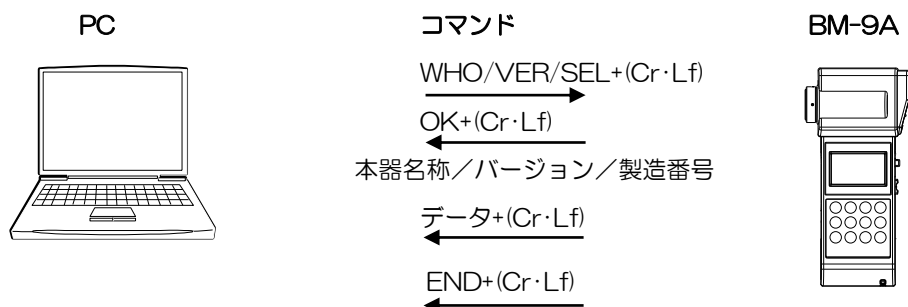 PC
コマンド
BM-9A
WHO/VER/SEL+(Cr･Lf)
OK+(Cr･Lf)
本器名称／バージョン／製造番号
データ+(Cr･Lf)
END+(Cr･Lf)